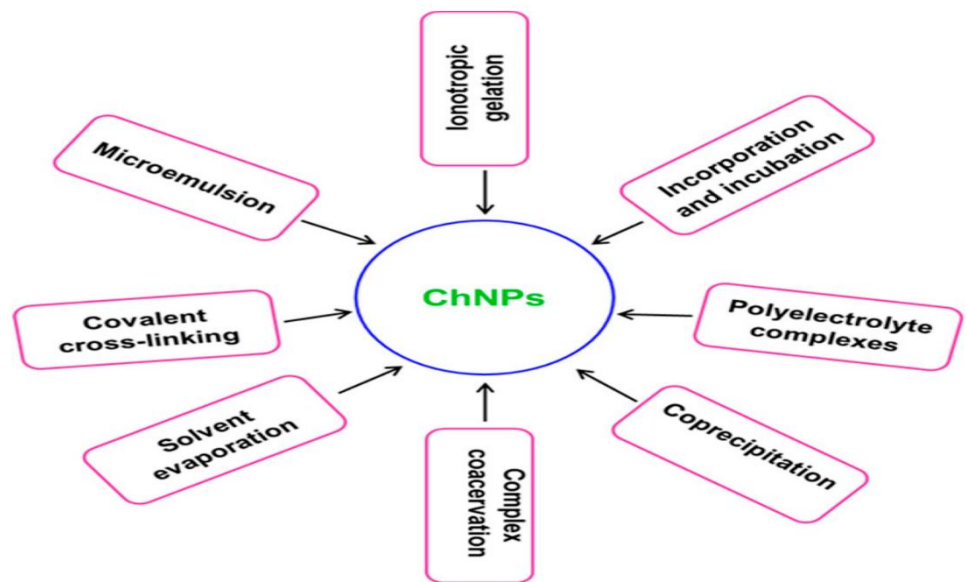 Ionotropic
gelation
Microemulsion
Incorporation
and incubation
ChNPs
Covalent
cross-linking
Polyelectrolyte
complexes
Solvent
evaporation
Coprecipitation
Complex
coacervation